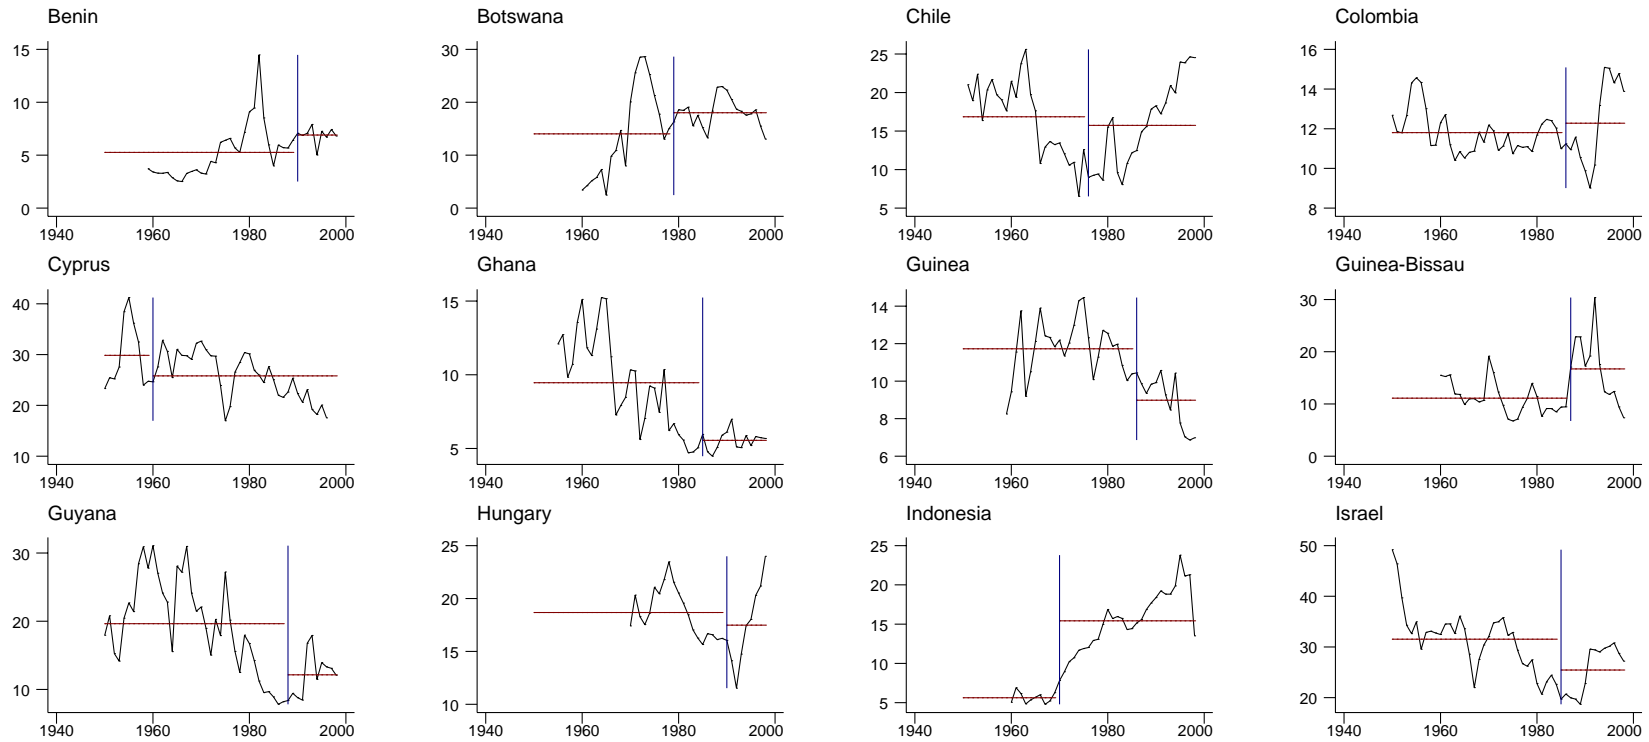 Benin Botswana Chile Colombia
15 30 25 16
20 14
10 20 12
15
5 10 10
10
0 0 5 8
1940 1960 1980 2000 1940 1960 1980 2000 1940 1960 1980 2000 1940 1960 1980 2000
Cyprus Ghana Guinea Guinea-Bissau
40 15 14 30
12
30 10 20
10
20 10
8
10 5 6 0
1940 1960 1980 2000 1940 1960 1980 2000 1940 1960 1980 2000 1940 1960 1980 2000
Guyana Hungary Indonesia Israel
30 25 25 50
20 20 40
20 15
15 30
10
10 10 5 20
1940 1960 1980 2000 1940 1960 1980 2000 1940 1960 1980 2000 1940 1960 1980 2000